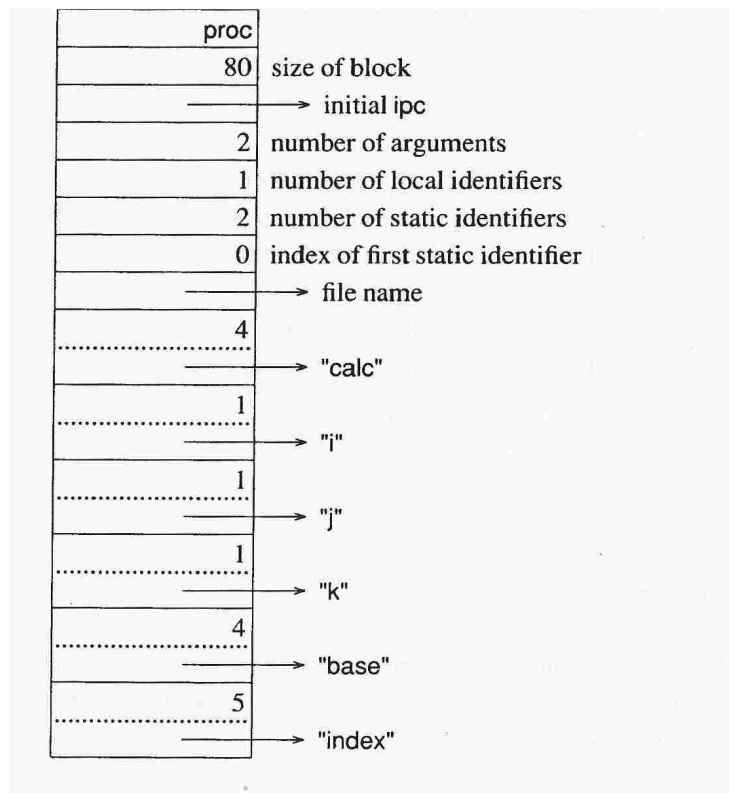 proc
80 size of block
initial ipc
2 number of arguments
1 number of local identifiers
2 number of static identifiers
0 index of first static identifier
file name
4
"calc"
1
"i"
1
"j"
1
"k"
4
"base"
5
"index"